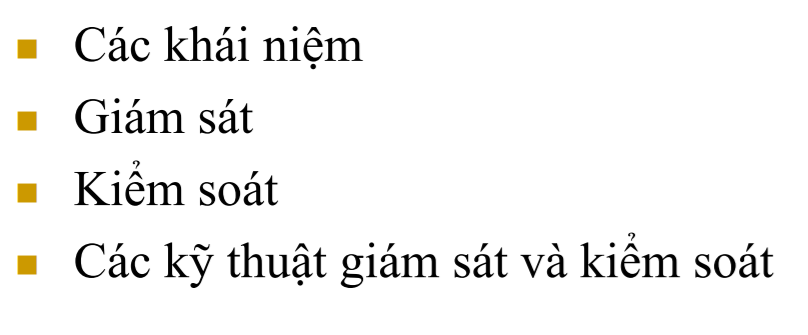 Các khái niệm
Giám sát
Kiểm soát
Các kỹ thuật giám sát và kiểm soát